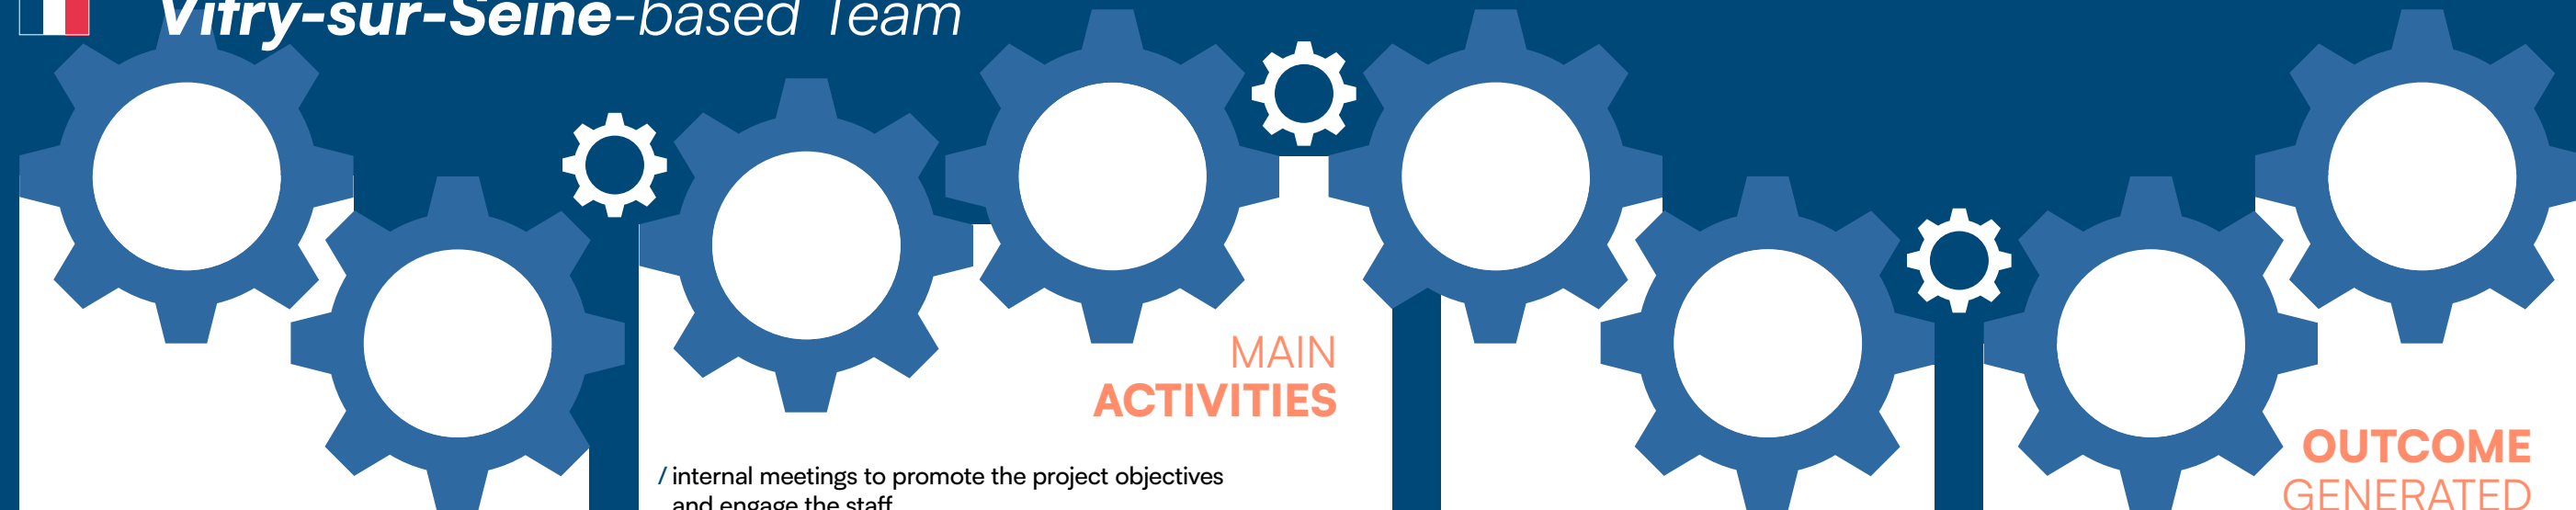 Vitry-sur-Seine-based Team
MAIN
ACTIVITIES
/ internal meetings to promote the project objectives
and engage the staff
OUTCOME
GENERATED